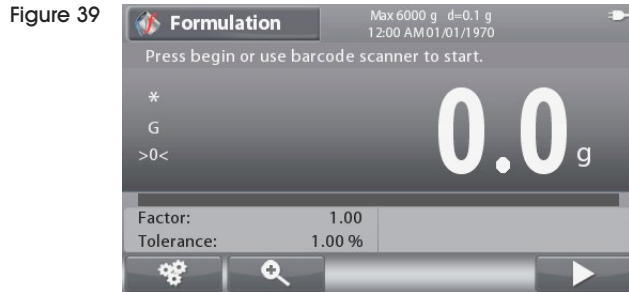 Figure 39
Formulation
Max 6000 g d=0.1 g
12:00 AM 01/01/1970
Press begin or use barcode scanner to start.
*
G
>0<
0.0 g
Factor: 1.00
Tolerance: 1.00 %